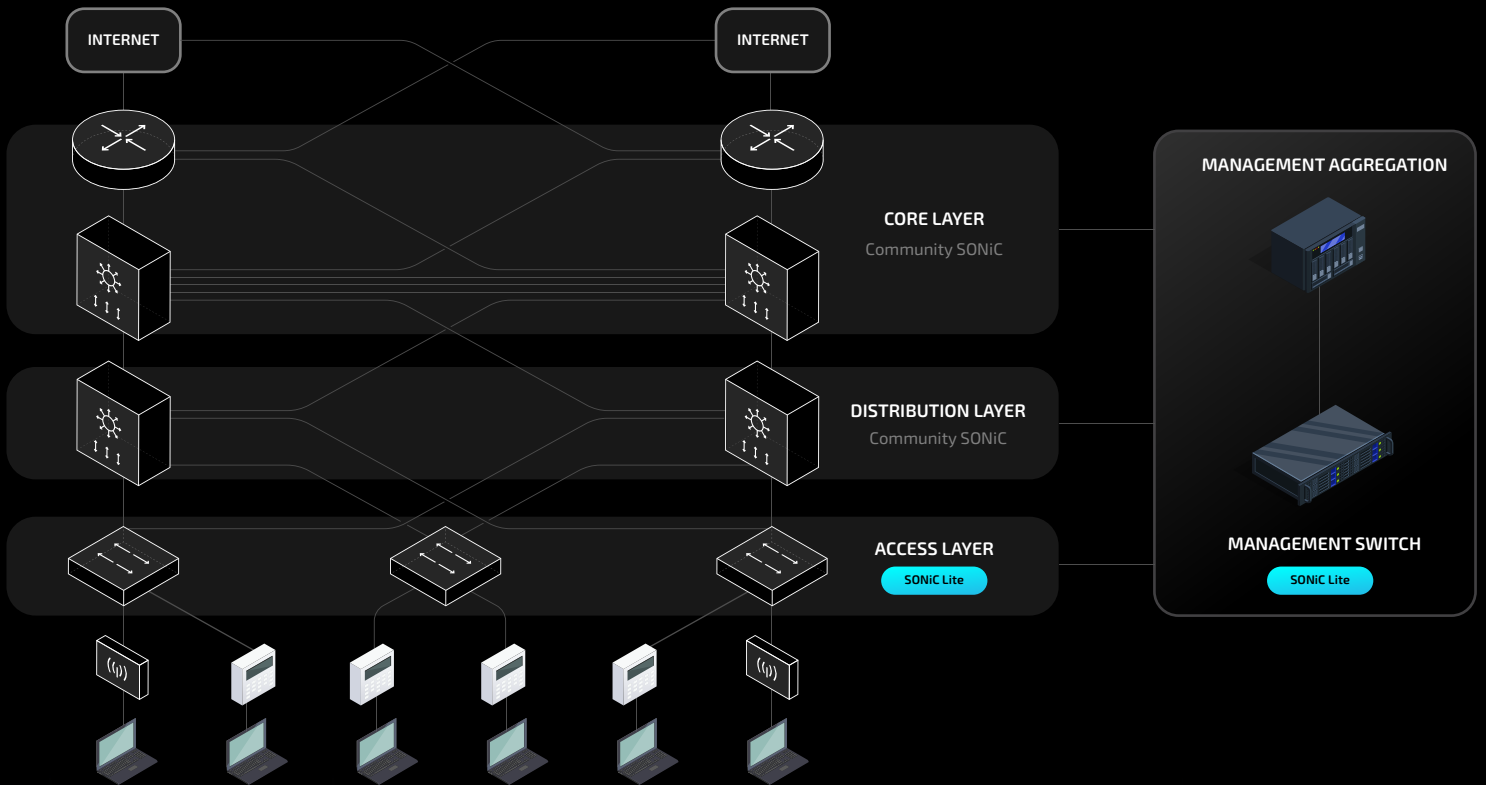 INTERNET
INTERNET
MANAGEMENT AGGREGATION
CORE LAYER
Community SONiC
DISTRIBUTION LAYER
Community SONiC
ACCESS LAYER
SONiC Lite
MANAGEMENT SWITCH
SONiC Lite